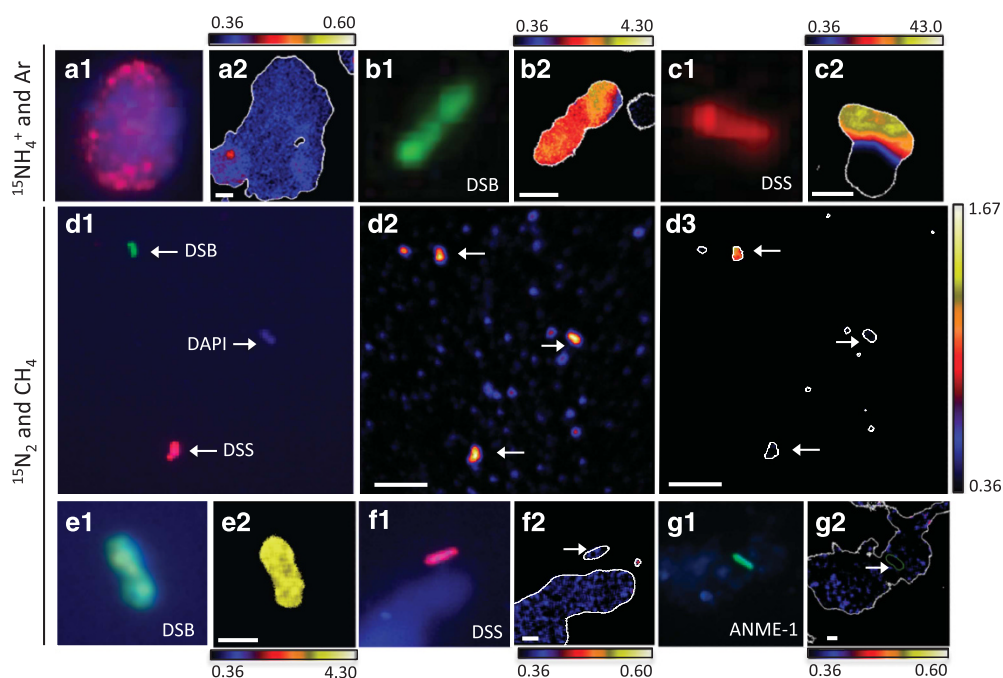 0.36 0.60
0.36 4.30
0.36 43.0
¹⁵NH₄⁺ and Ar
a1
a2
b1
DSB
b2
c1
DSS
c2
¹⁵N₂ and CH₄
d1
DSB
DAPI
DSS
d2
d3
1.67
0.36
e1
DSB
e2
f1
DSS
f2
g1
ANME-1
g2
0.36 4.30
0.36 0.60
0.36 0.60